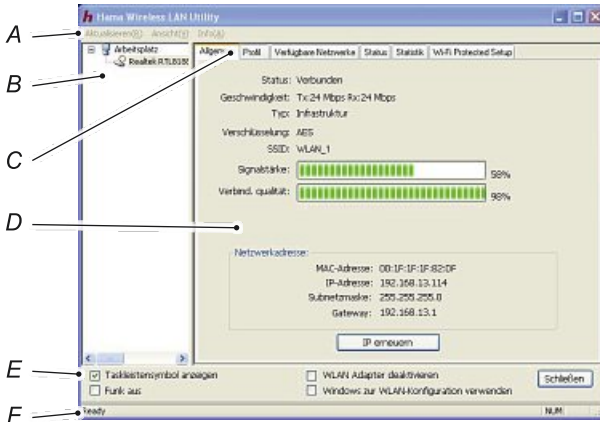 Hama Wireless LAN Utility
Aktualisieren(R) Ansicht(V) Info(A)
A
Arbeitsplatz
Realtek RTL8188
B
Allgem Profil Verfügbare Netzwerke Status Statistik Wi-Fi Protected Setup
Status: Verbunden
Geschwindigkeit: Tx:24 Mbps Rx:24 Mbps
Typ: Infrastruktur
Verschlüsselung: AES
SSID: WLAN_1
C
Signalstärke: 58%
Verbind. qualität: 98%
D
Netzwerkadresse:
MAC-Adresse: 00:1F:1F:1F:82:DF
IP-Adresse: 192.168.13.114
Subnetzmaske: 255.255.255.0
Gateway: 192.168.13.1
IP erneuern
E
Taskleistensymbol anzeigen
WLAN Adapter deaktivieren
Funk aus
Windows zur WLAN-Konfiguration verwenden
Schließen
F
Ready NUM